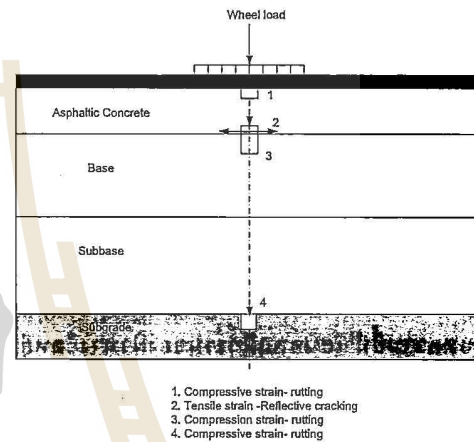 Wheel load
1
Asphaltic Concrete
2
3
Base
Subbase
4
Subgrade
1. Compressive strain- rutting
2. Tensile strain -Reflective cracking
3. Compression strain- rutting
4. Compressive strain- rutting